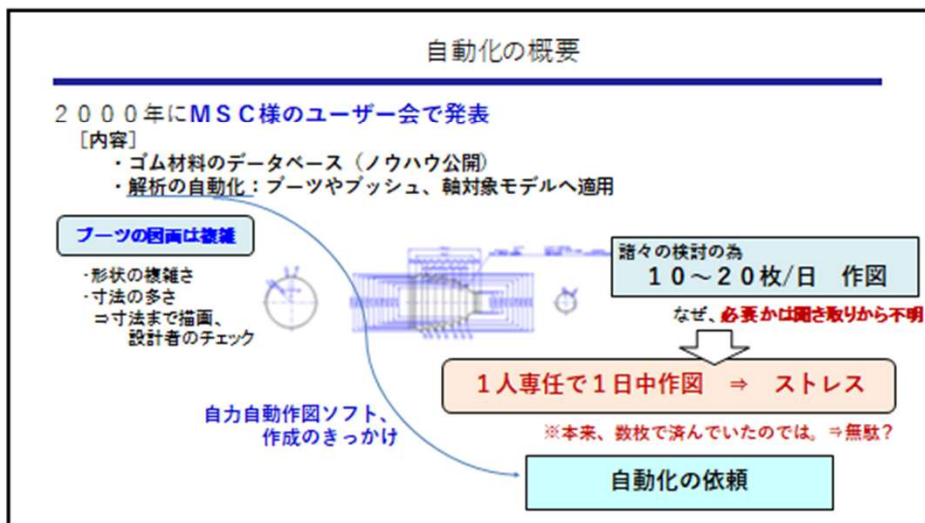 自動化の概要
２０００年にＭＳＣ様のユーザー会で発表
［内容］
・ゴム材料のデータベース（ノウハウ公開）
・解析の自動化：ブーツやブッシュ、軸対象モデルへ適用
ブーツの図画は複雑
・形状の複雑さ
・寸法の多さ
⇒寸法まで描画、
設計者のチェック
諸々の検討の為
１０～２０枚/日　作図
なぜ、必要かは聞き取りから不明
１人専任で１日中作図　⇒　ストレス
自力自動作図ソフト、
作成のきっかけ
※本来、数枚で済んでいたのでは。⇒無駄？
自動化の依頼